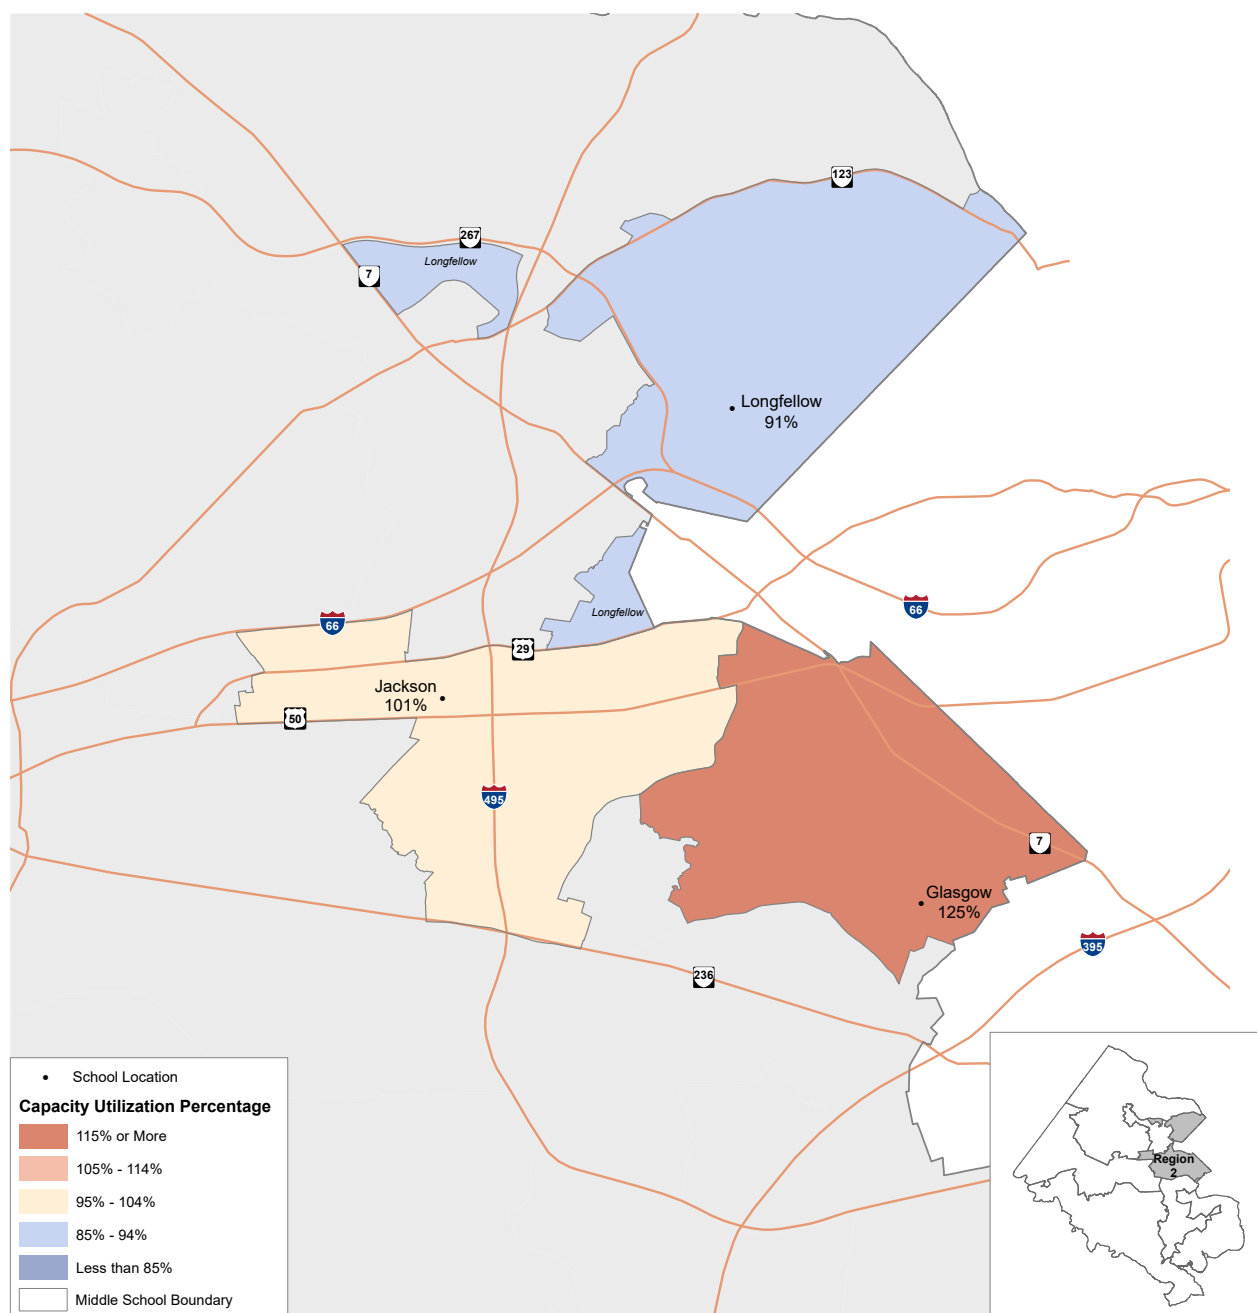 123
267
Longfellow
7
Longfellow
91%
66
66
Longfellow
29
Jackson
101%
50
495
7
Glasgow
125%
395
236
School Location
Capacity Utilization Percentage
115% or More
105% - 114%
95% - 104%
85% - 94%
Less than 85%
Middle School Boundary
Region
2